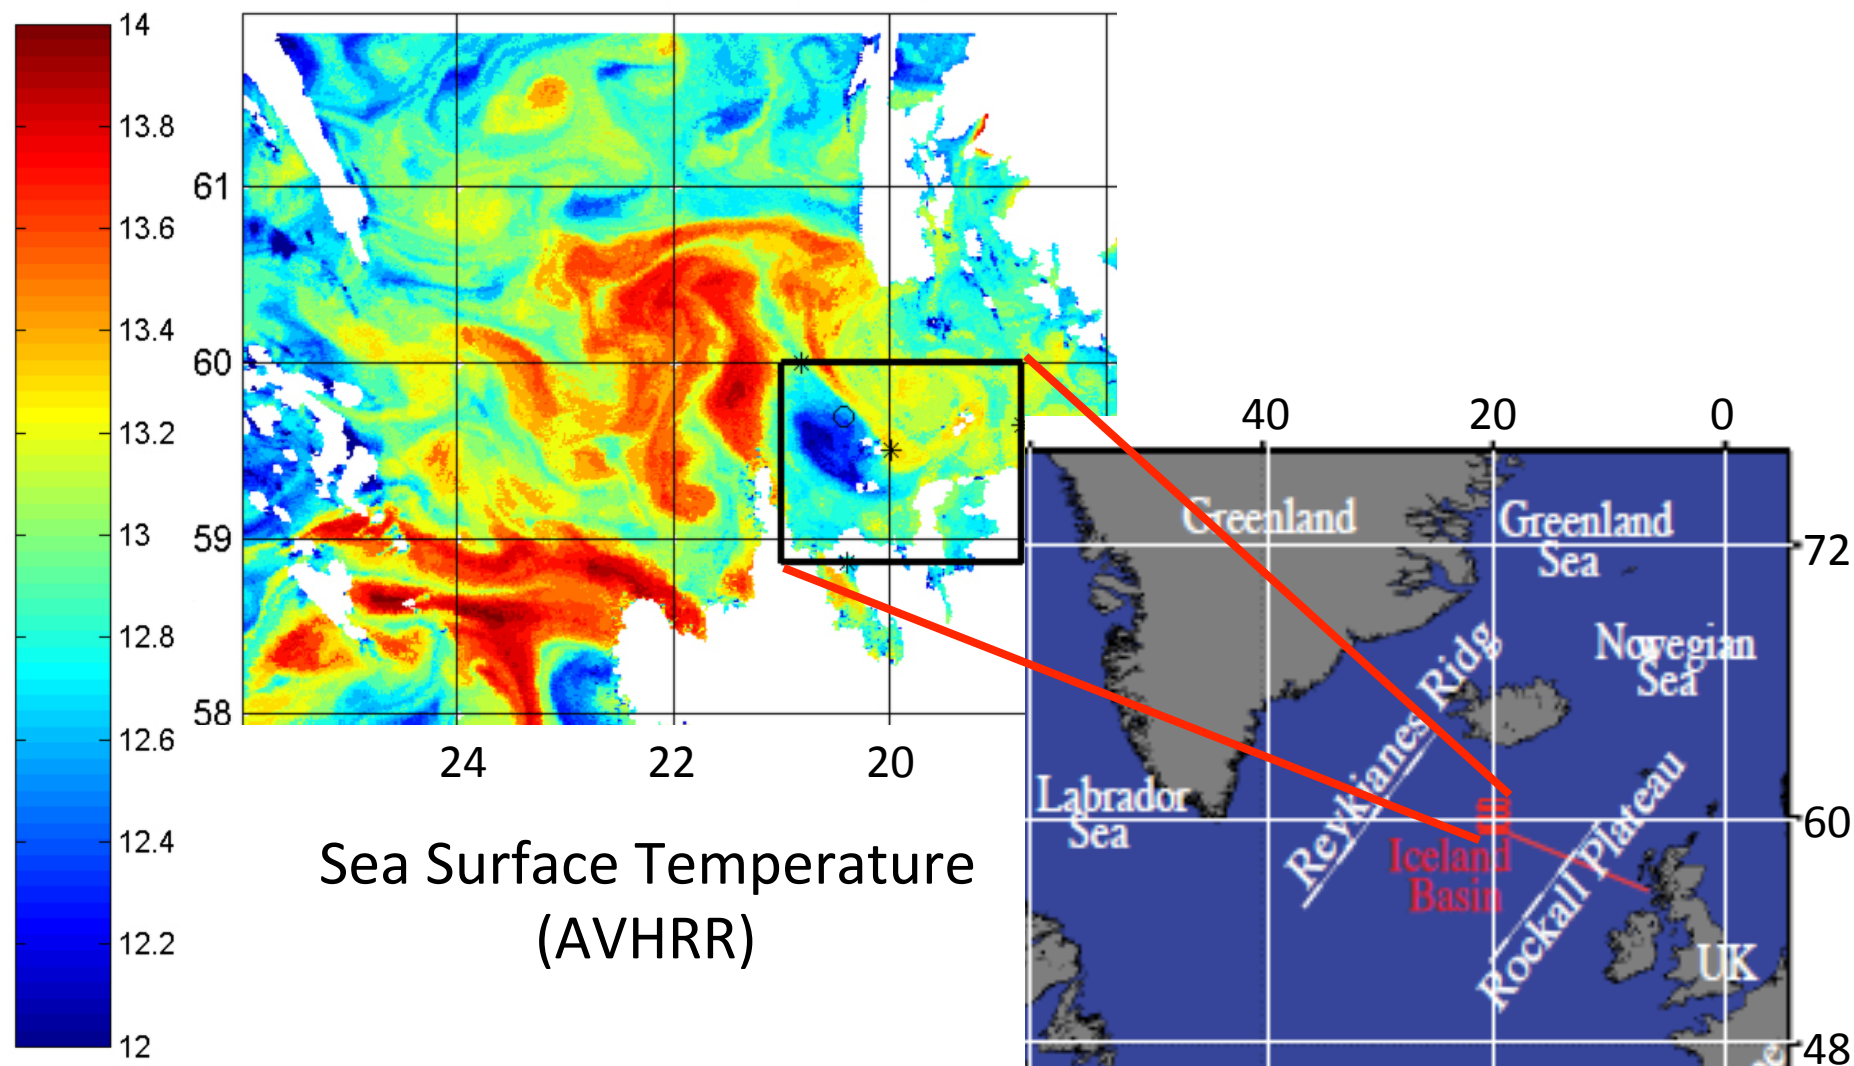 14
13.8
13.6
13.4
13.2
13
12.8
12.6
12.4
12.2
12
61
60
59
58
24 22 20
Sea Surface Temperature
(AVHRR)
40 20 0
72
60
48
Greenland
Greenland
Sea
Nowegian
Sea
Reykjanes Ridg
Labrador
Sea
Iceland
Basin
Rockall Plateau
UK